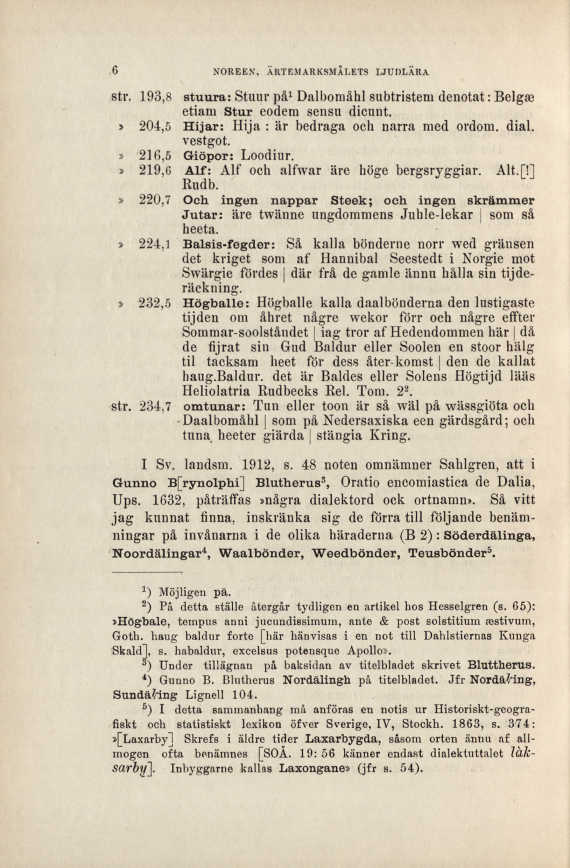 6 NOREEN, ÄRTEMARKSMÅLETS LJUDLÄRA
str. 193,8 stuura: Stuur på¹ Dalbomåhl subtristem denotat: Belgæ
etiam Stur eodem sensu dicunt.
» 204,5 Hijar: Hija : är bedraga och narra med ordom. dial.
vestgot.
» 216,5 Giöpor: Loodiur.
» 219,6 Alf: Alf och alfwar äre höge bergsryggiar. Alt.[!]
Rudb.
» 220,7 Och ingen nappar Steek; och ingen skrämmer
Jutar: äre twänne ungdommens Juhle-lekar | som så
heeta.
» 224,1 Balsis-fegder: Så kalla bönderne norr wed gränsen
det kriget som af Hannibal Seestedt i Norgie mot
Swärgie fördes | där frå de gamle ännu hålla sin tijde-
räckning.
» 232,5 Högballe: Högballe kalla daalbönderna den lustigaste
tijden om åhret någre wekor förr och någre effter
Sommar-soolståndet | iag tror af Hedendommen här | då
de fijrat sin Gud Baldur eller Soolen en stoor hälg
til tacksam heet för dess åter-komst | den de kallat
haug.Baldur. det är Baldes eller Solens Högtijd lääs
Heliolatria Rudbecks Rel. Tom. 2².
str. 234,7 omtunar: Tun eller toon är så wäl på wässgiöta och
Daalbomåhl | som på Nedersaxiska een gärdsgård; och
tuna heeter giärda | stängia Kring.
I Sv. landsm. 1912, s. 48 noten omnämner Sahlgren, att i
Gunno B[rynolphi] Blutherus³, Oratio encomiastica de Dalia,
Ups. 1632, påträffas »några dialektord ock ortnamn». Så vitt
jag kunnat finna, inskränka sig de förra till följande benäm-
ningar på invånarna i de olika häraderna (B 2): Söderdälinga,
Noordälingar⁴, Waalbönder, Weedbönder, Teusbönder⁵.
¹) Möjligen pä.
²) På detta ställe återgår tydligen en artikel hos Hesselgren (s. 65):
»Högbale, tempus anni jucundissimum, ante & post solstitium æstivum,
Goth. haug baldur forte [här hänvisas i en not till Dahlstiernas Kunga
Skald], s. habaldur, excelsus potensque Apollo».
³) Under tillägnan på baksidan av titelbladet skrivet Bluttherus.
⁴) Gunno B. Blutherus Nordälingh på titelbladet. Jfr Nordäƚing,
Sundäƚing Lignell 104.
⁵) I detta sammanhang må anföras en notis ur Historiskt-geogra-
fiskt och statistiskt lexikon öfver Sverige, IV, Stockh. 1863, s. 374:
»[Laxarby] Skrefs i äldre tider Laxarbygda, såsom orten ännu af all-
mogen ofta benämnes [SOÅ. 19: 56 känner endast dialektuttalet làk-
sarby]. Inbyggarne kallas Laxongane» (jfr s. 54).